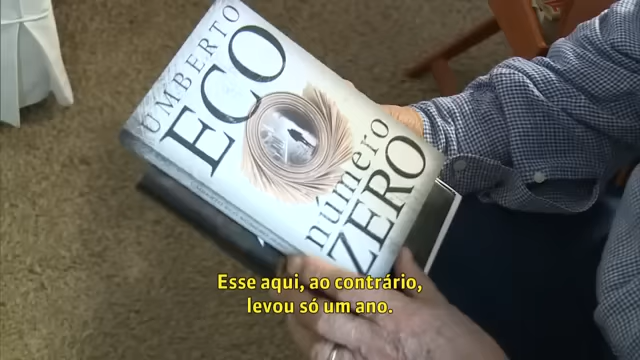 UMBERTO
ECO
número
ZERO
Esse aqui, ao contrário,
levou só um ano.